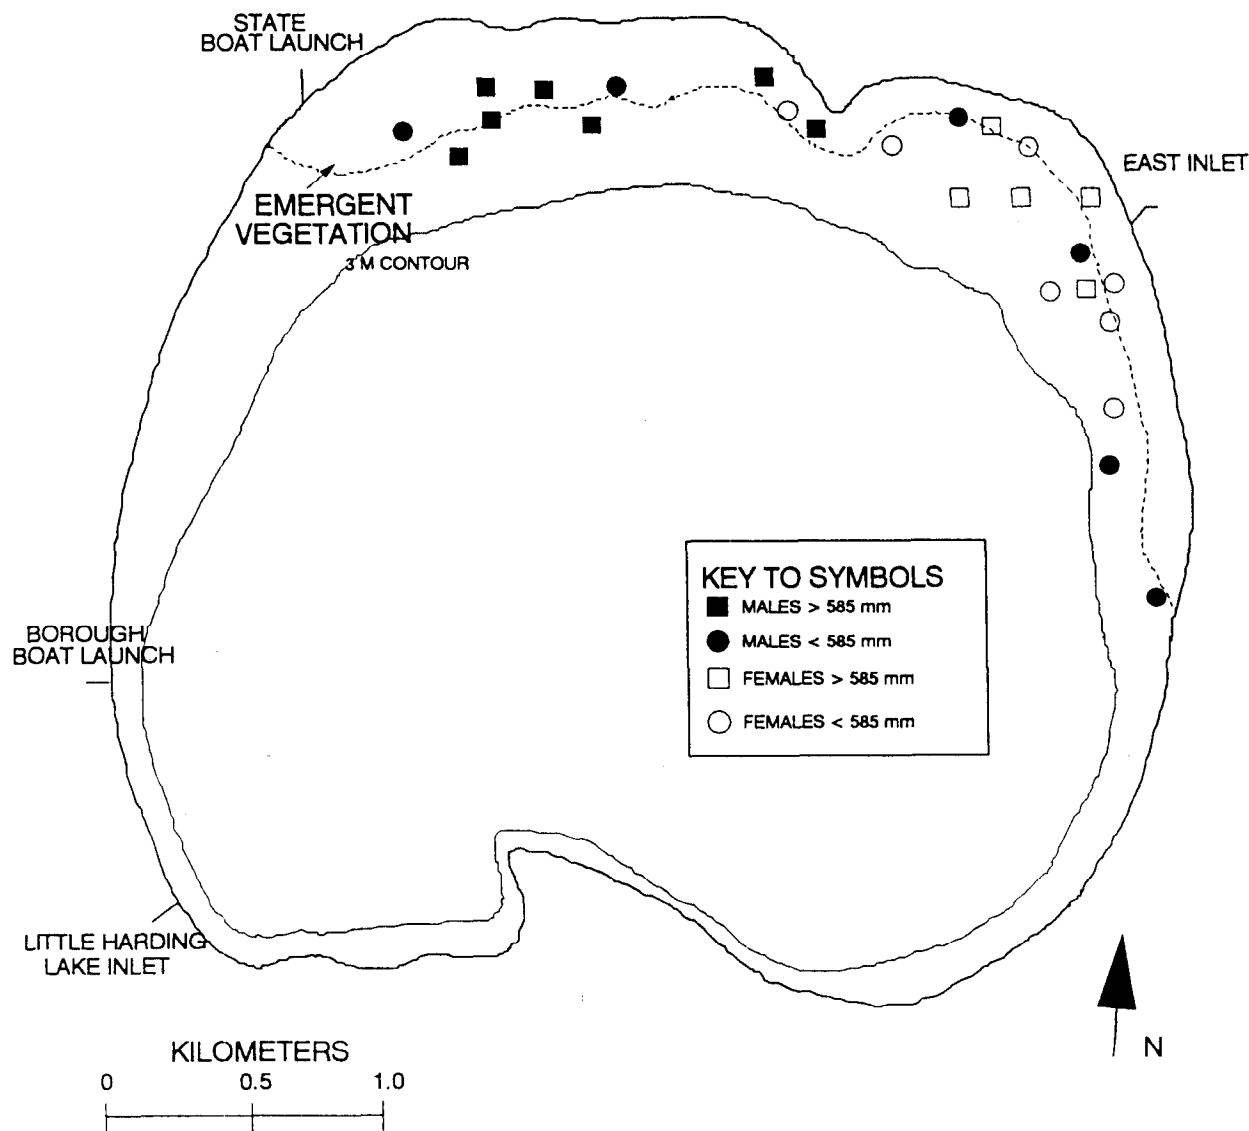 STATE
BOAT LAUNCH
EAST INLET
EMERGENT
VEGETATION
3 M CONTOUR
KEY TO SYMBOLS
MALES > 585 mm
MALES < 585 mm
FEMALES > 585 mm
FEMALES < 585 mm
BOROUGH
BOAT LAUNCH
LITTLE HARDING
LAKE INLET
N
KILOMETERS
0 0.5 1.0